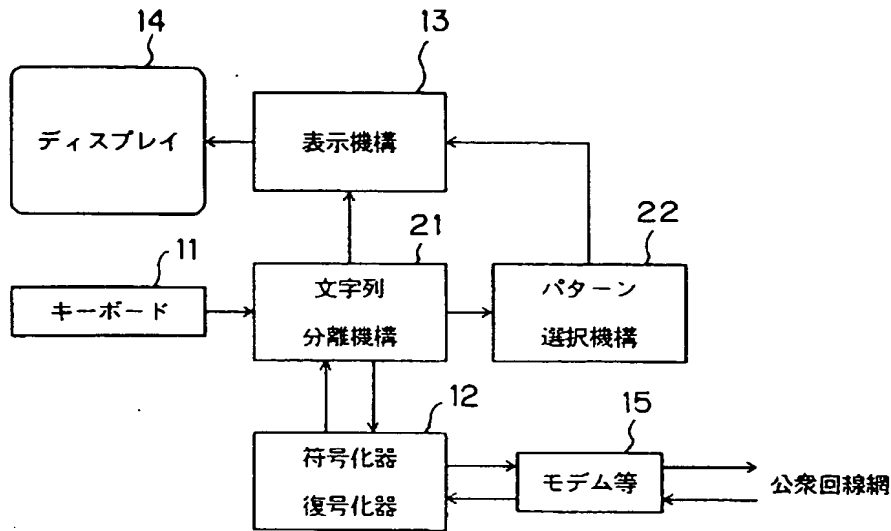 14
13
ディスプレイ
表示機構
11
21
22
キーボード
文字列
分離機構
パターン
選択機構
12
15
符号化器
復号化器
モデム等
公衆回線網